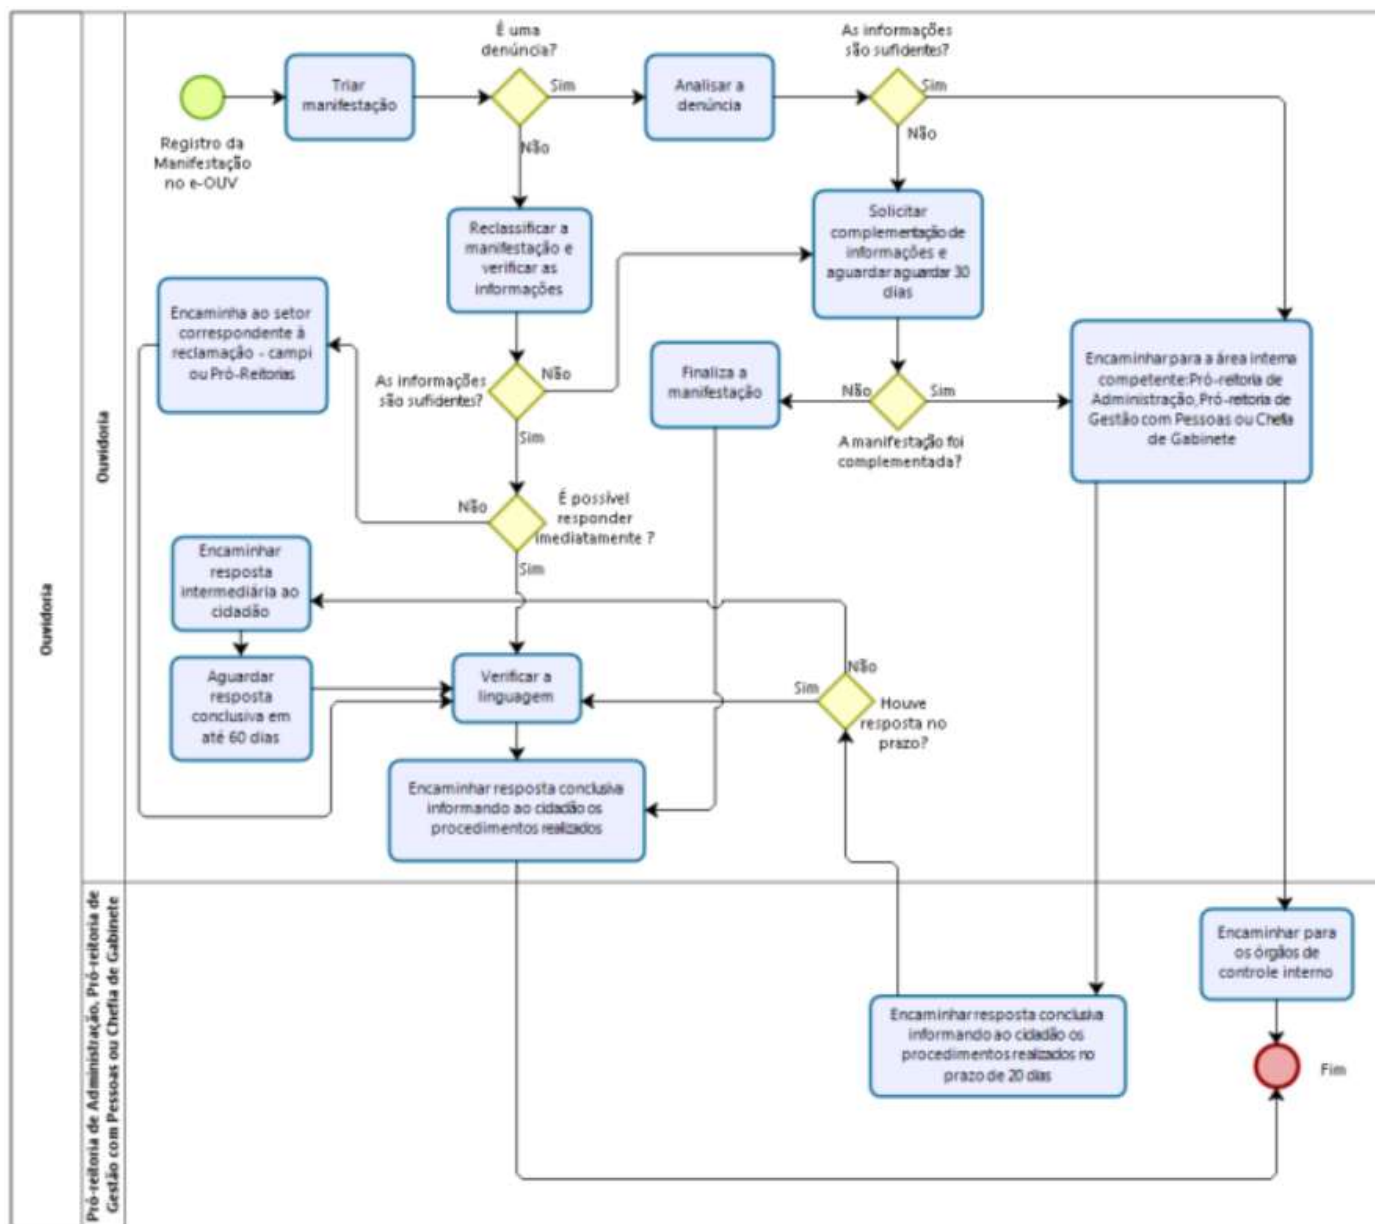 É uma
denúncia?
As informações
são suficientes?
Triar
manifestação
Sim
Analisar a
denúncia
Sim
Registro da
Manifestação
no e-OUV
Não
Não
Reclassificar a
manifestação e
verificar as
informações
Solicitar
complementação de
informações e
aguardar aguardar 30
dias
Encaminha ao setor
correspondente à
reclamação - campi
ou Pró-Reitorias
As informações
são suficientes?
Não
Sim
Finaliza a
manifestação
Não
Sim
A manifestação foi
complementada?
Encaminhar para a área interna
competente: Pró-reitoria de
Administração, Pró-reitoria de
Gestão com Pessoas ou Chefia
de Gabinete
Ouvidoria
Ouvidoria
Não
É possível
responder
imediatamente ?
Sim
Encaminhar
resposta
intermediária ao
cidadão
Aguardar
resposta
conclusiva em
até 60 dias
Verificar a
linguagem
Não
Sim
Houve
resposta no
prazo?
Encaminhar resposta conclusiva
informando ao cidadão os
procedimentos realizados
Pró-reitoria de Administração, Pró-reitoria de
Gestão com Pessoas ou Chefia de Gabinete
Encaminhar para
os órgãos de
controle interno
Encaminhar resposta conclusiva
informando ao cidadão os
procedimentos realizados no
prazo de 20 dias
Fim